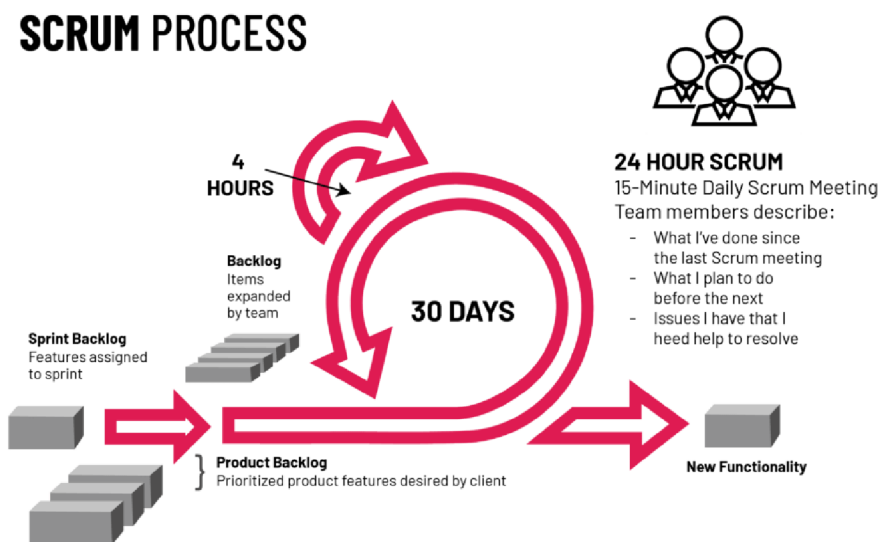 SCRUM PROCESS
4
HOURS
24 HOUR SCRUM
15-Minute Daily Scrum Meeting
Team members describe:
- What I've done since
the last Scrum meeting
- What I plan to do
before the next
- Issues I have that I
heed help to resolve
Backlog
Items
expanded
by team
30 DAYS
Sprint Backlog
Features assigned
to sprint
Product Backlog
Prioritized product features desired by client
New Functionality